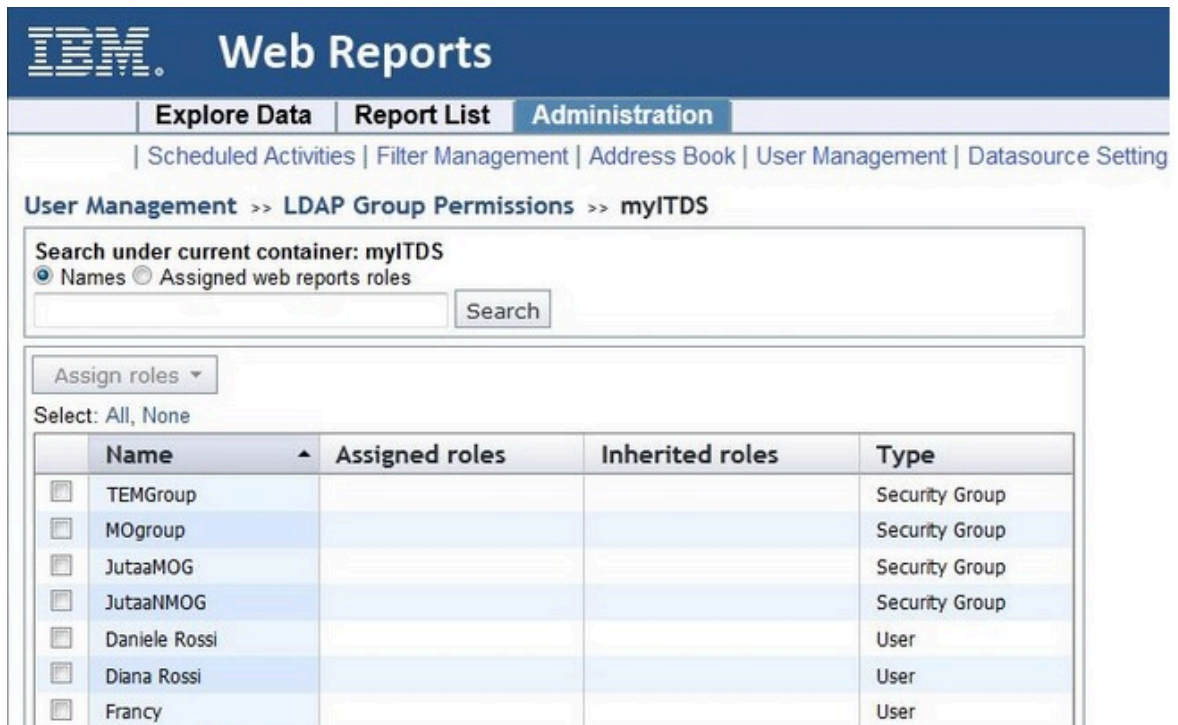 IBM. Web Reports
Explore Data | Report List Administration
| Scheduled Activities | Filter Management | Address Book | User Management | Datasource Setting
User Management >> LDAP Group Permissions >> myITDS
Search under current container: myITDS
Names Assigned web reports roles
Search
Assign roles
Select: All, None
Name Assigned roles Inherited roles Type
TEMGroup Security Group
MOgroup Security Group
JutaaMOG Security Group
JutaaNMOG Security Group
Daniele Rossi User
Diana Rossi User
Francy User